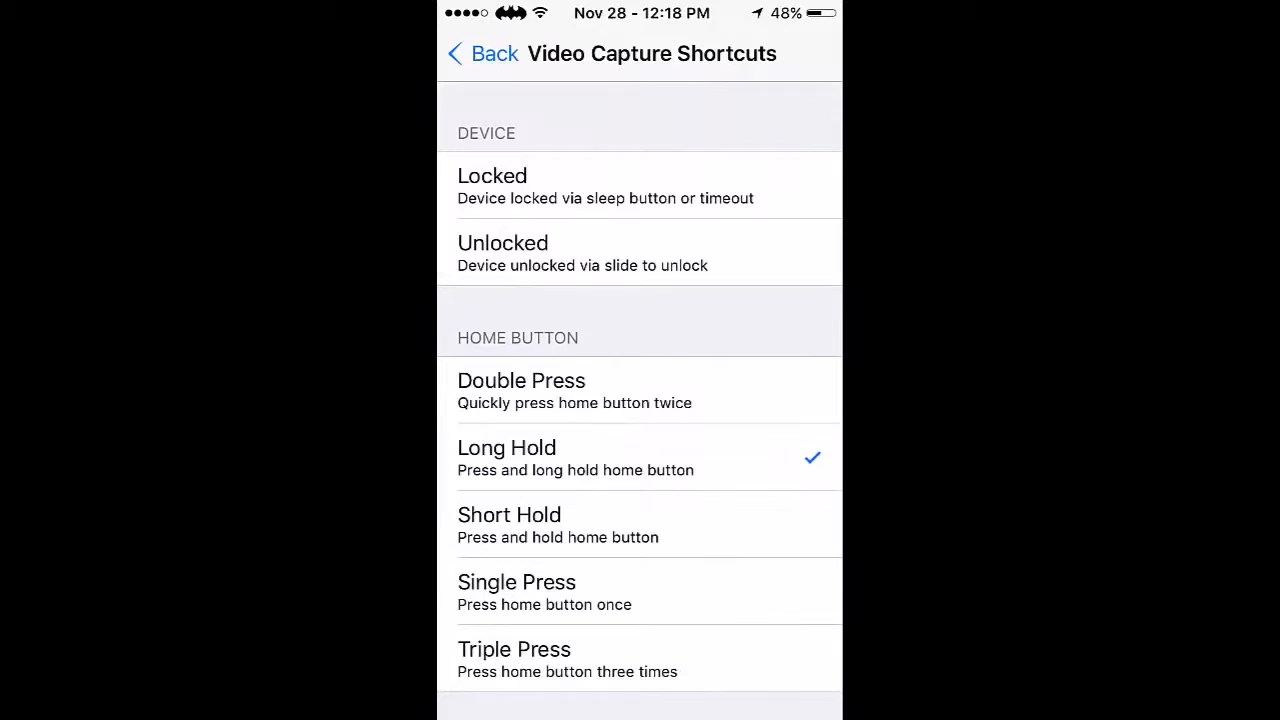 Nov 28 - 12:18 PM 48%
Back Video Capture Shortcuts
DEVICE
Locked
Device locked via sleep button or timeout
Unlocked
Device unlocked via slide to unlock
HOME BUTTON
Double Press
Quickly press home button twice
Long Hold
Press and long hold home button
Short Hold
Press and hold home button
Single Press
Press home button once
Triple Press
Press home button three times